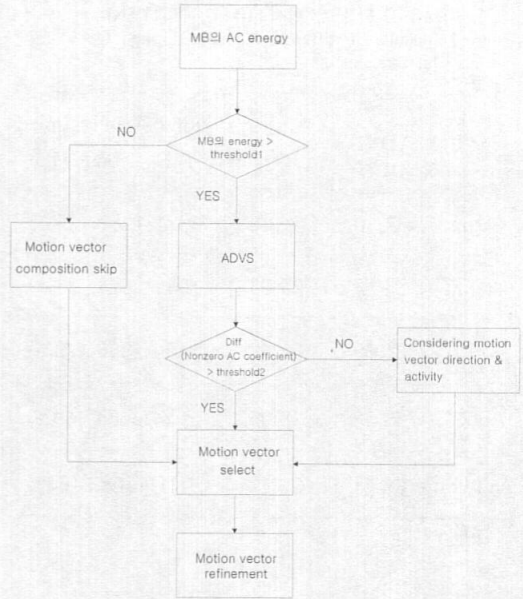 MB의 AC energy
MB의 energy >
threshold1
NO
YES
Motion vector
composition skip
ADVS
Diff
(Nonzero AC coefficient)
> threshold2
NO
Considering motion
vector direction &
activity
YES
Motion vector
select
Motion vector
refinement